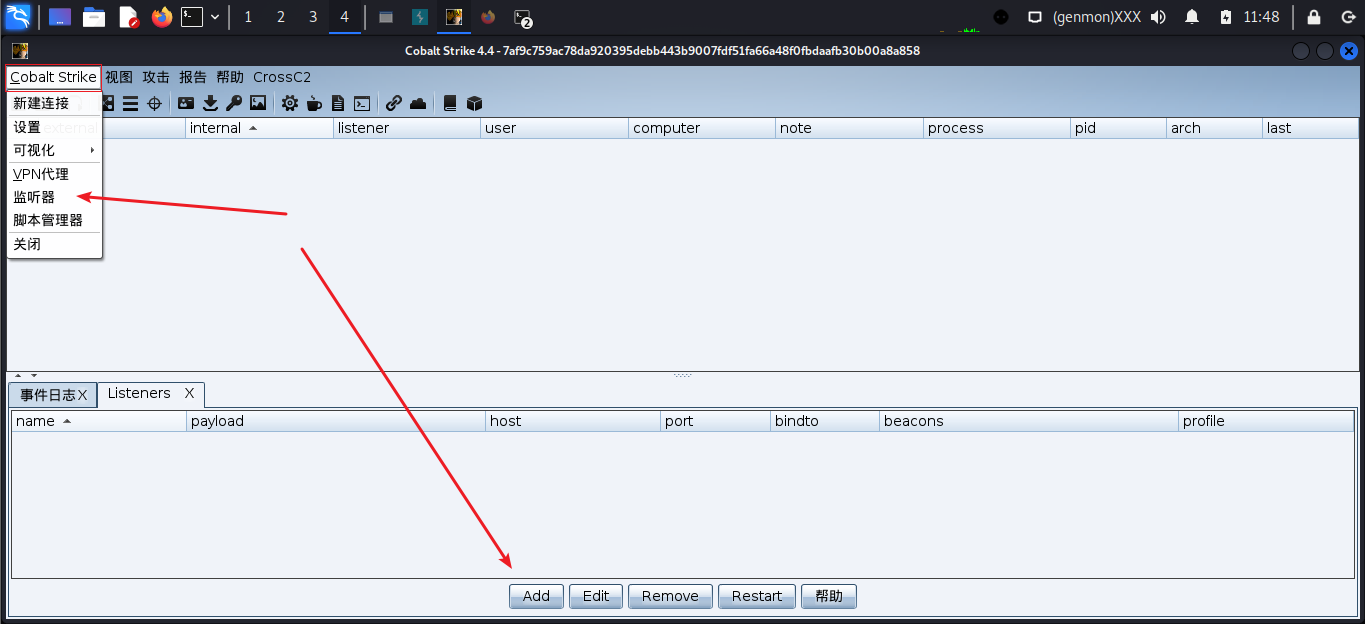 1 2 3 4 2 (genmon)XXX 11:48
Cobalt Strike 4.4 - 7af9c759ac78da920395debb443b9007fdf51fa66a48f0fbdaafb30b00a8a858
Cobalt Strike 视图 攻击 报告 帮助 CrossC2
新建连接
设置
可视化
VPN代理
监听器
脚本管理器
关闭
external internal listener user computer note process pid arch last
事件日志X Listeners X
name payload host port bindto beacons profile
Add Edit Remove Restart 帮助